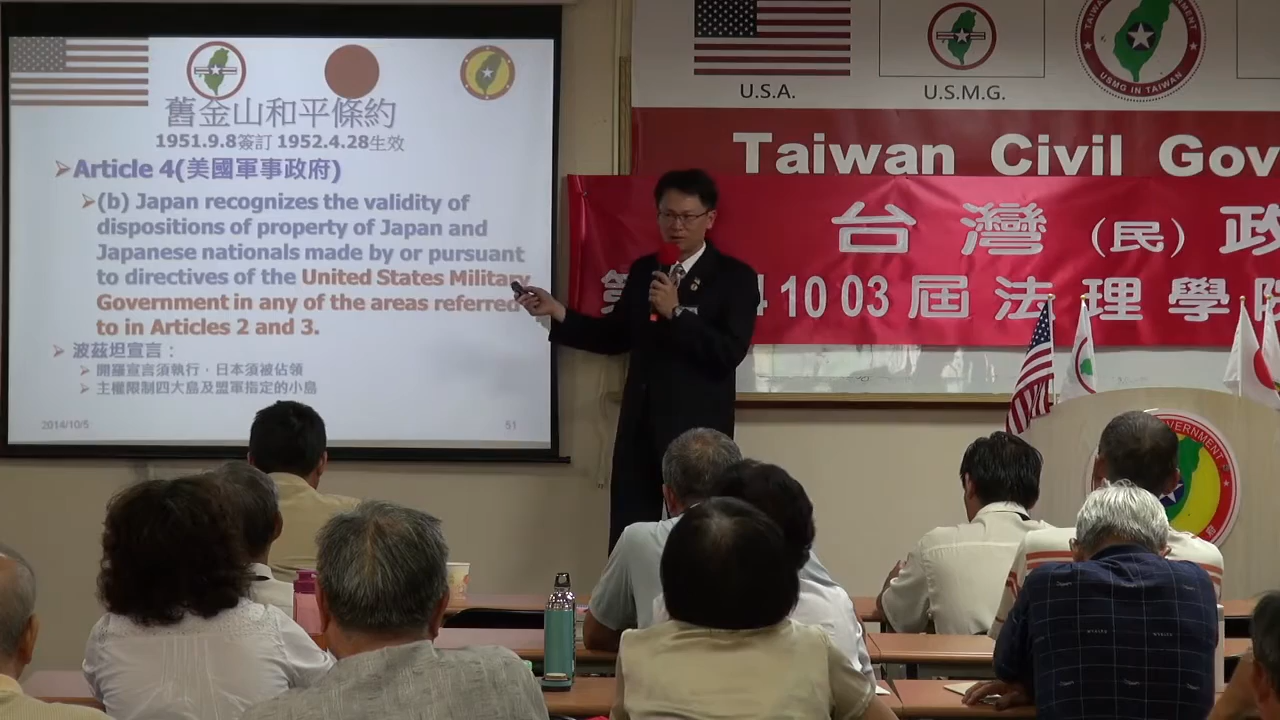 舊金山和平條約
1951.9.8簽訂 1952.4.28生效
Article 4(美國軍事政府)
(b) Japan recognizes the validity of
dispositions of property of Japan and
Japanese nationals made by or pursuant
to directives of the United States Military
Government in any of the areas referred
to in Articles 2 and 3.
波茲坦宣言：
開羅宣言須執行，日本須被佔領
主權限制四大島及盟軍指定的小島
2014/10/5
51
U.S.A.
U.S.M.G.
USMG IN TAIWAN
Taiwan Civil Gov
台灣(民)政
第 4 10 03 屆法理學院
VERNMENT